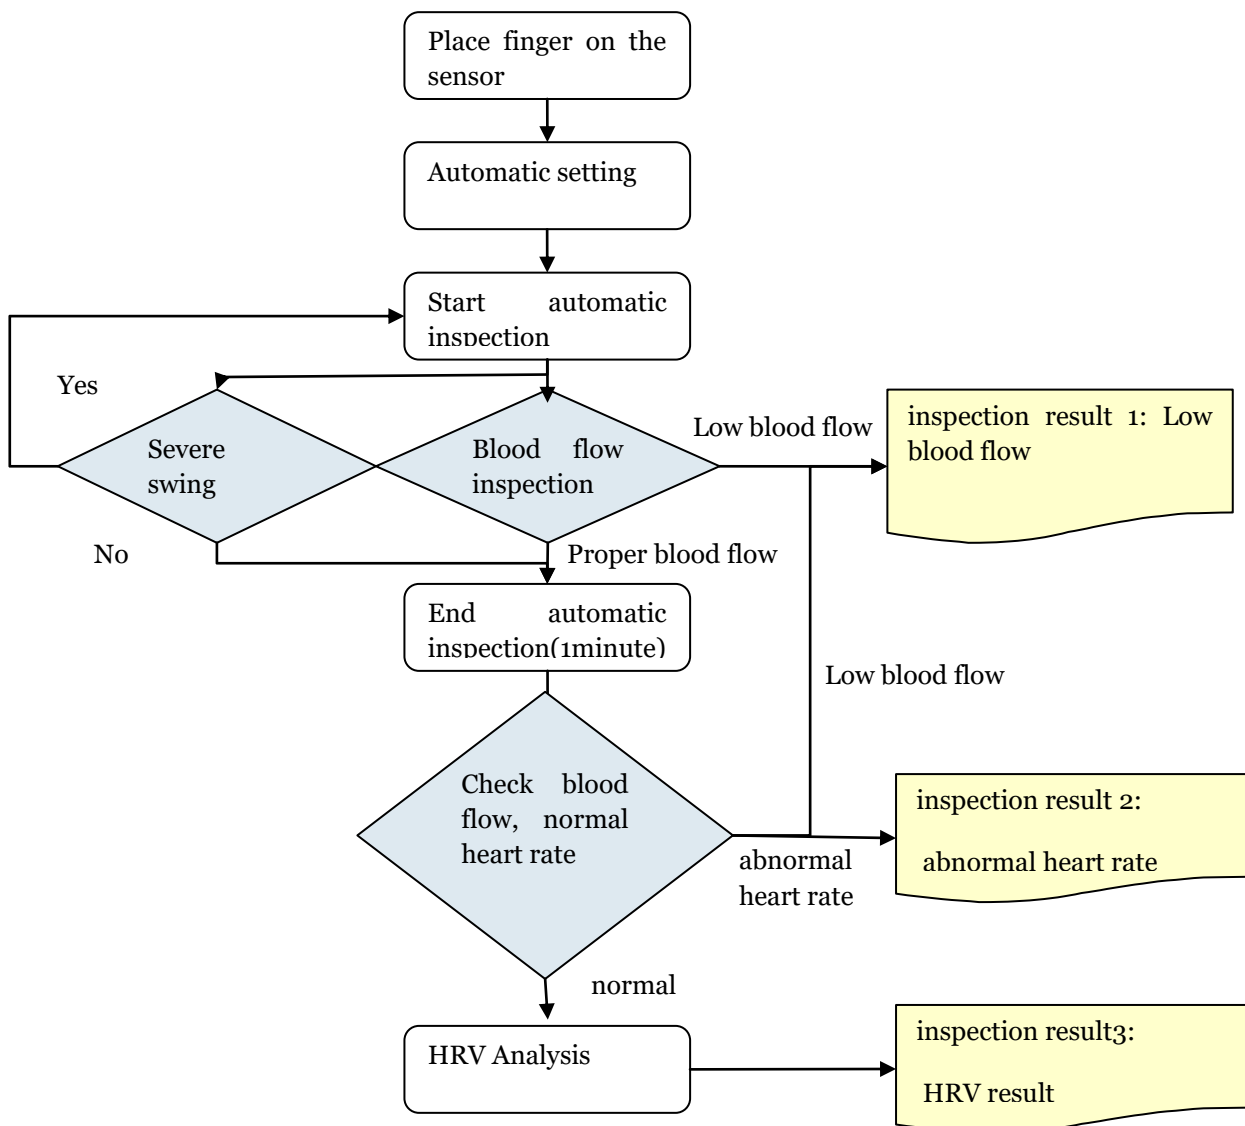 Place finger on the
sensor
Automatic setting
Start automatic
inspection
Yes
Severe
swing
Blood flow
inspection
Low blood flow
inspection result 1: Low
blood flow
No
Proper blood flow
End automatic
inspection(1minute)
Low blood flow
Check blood
flow, normal
heart rate
abnormal
heart rate
inspection result 2:
abnormal heart rate
normal
HRV Analysis
inspection result3:
HRV result